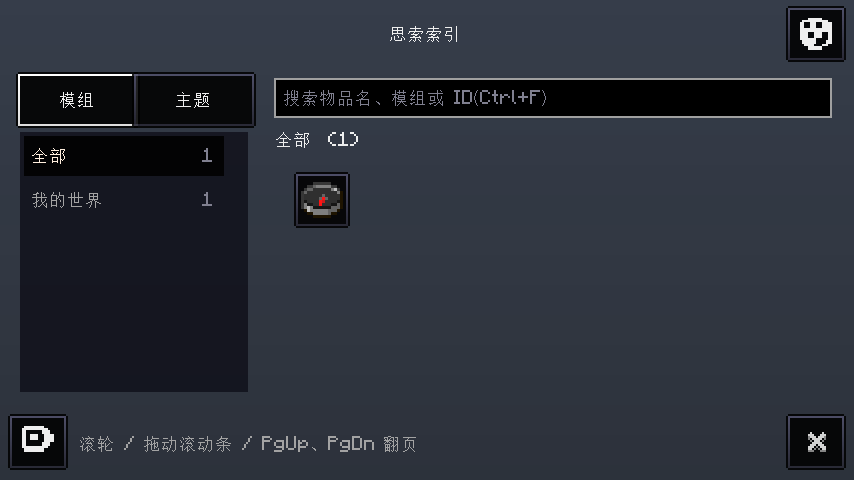 思索索引
模组 主题
搜索物品名、模组或 ID(Ctrl+F)
全部 1
我的世界 1
全部 (1)
滚轮 / 拖动滚动条 / PgUp、PgDn 翻页